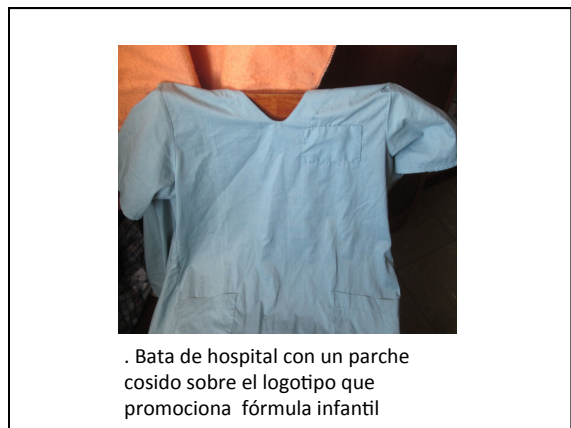 . Bata de hospital con un parche
cosido sobre el logotipo que
promociona  fórmula infantil